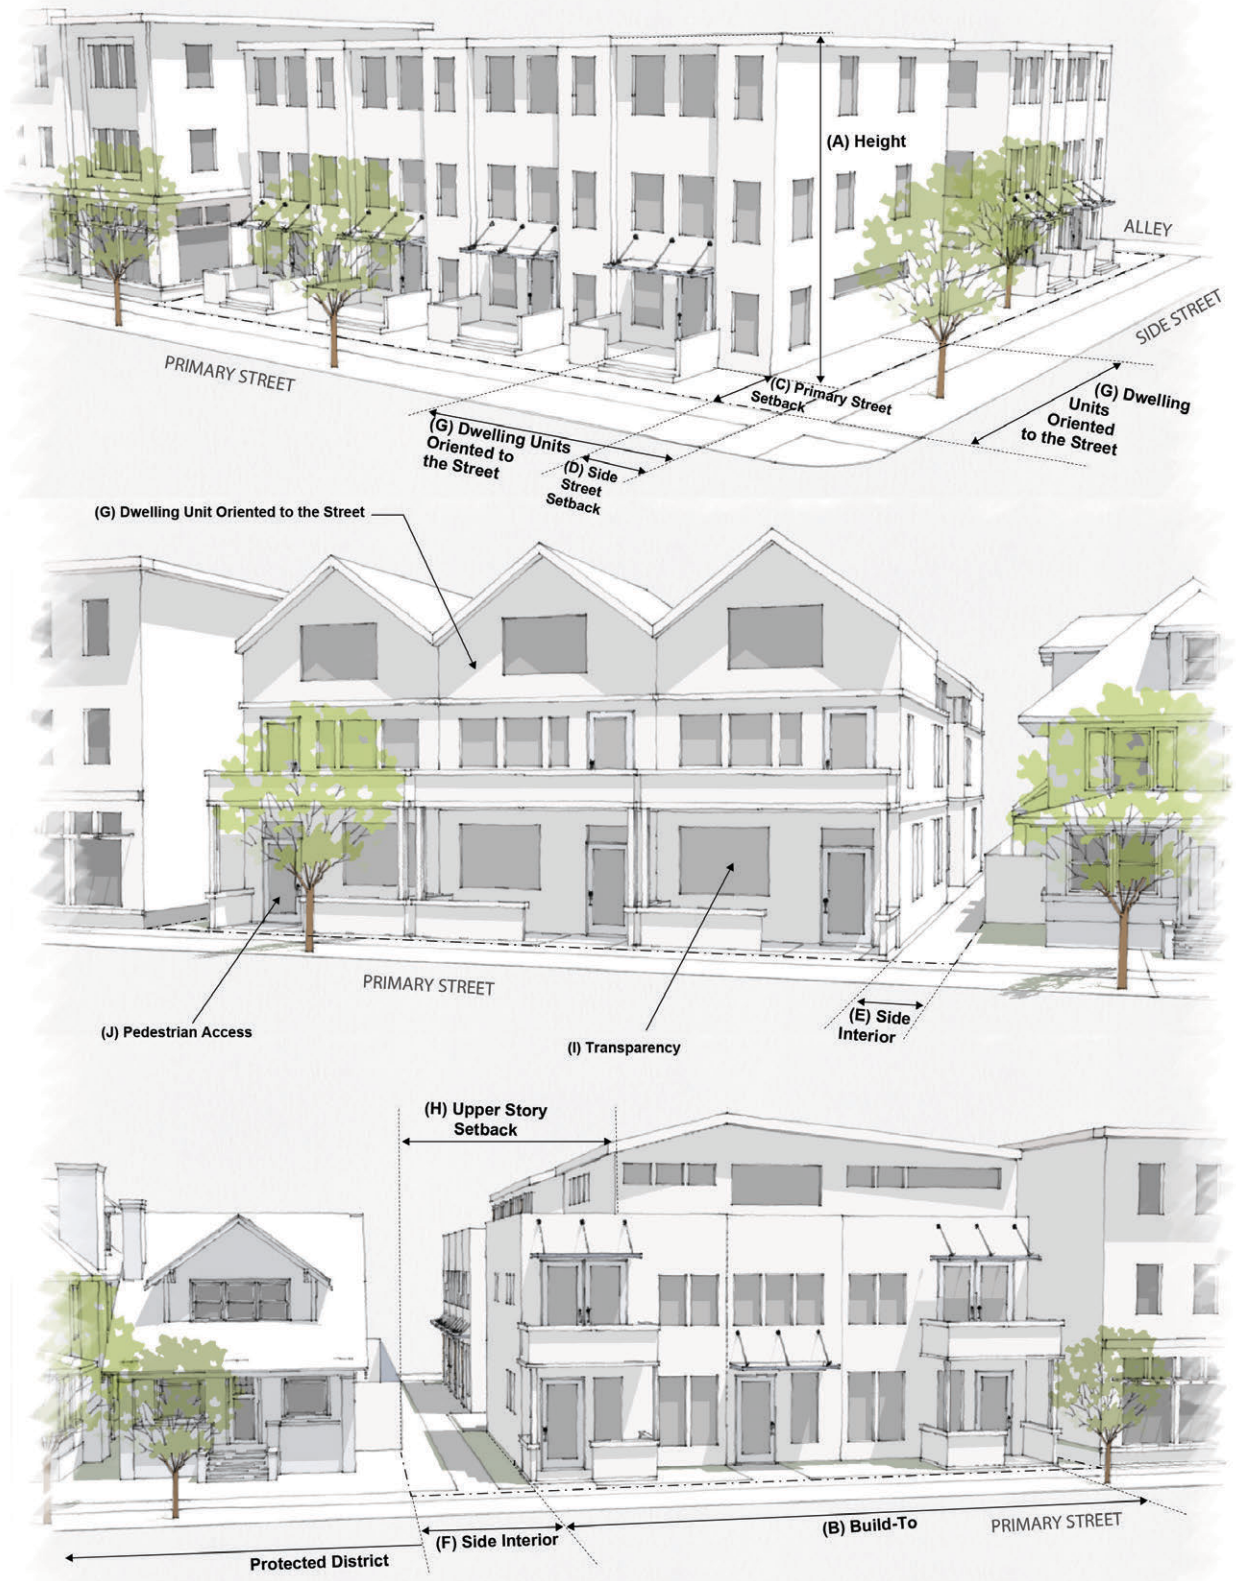 (A) Height
ALLEY
SIDE STREET
PRIMARY STREET
(C) Primary Street
Setback
(G) Dwelling
Units
Oriented
to the Street
(G) Dwelling Units
Oriented to
the Street
(D) Side
Street
Setback
(G) Dwelling Unit Oriented to the Street
PRIMARY STREET
(J) Pedestrian Access
(I) Transparency
(E) Side
Interior
(H) Upper Story
Setback
(B) Build-To
PRIMARY STREET
(F) Side Interior
Protected District